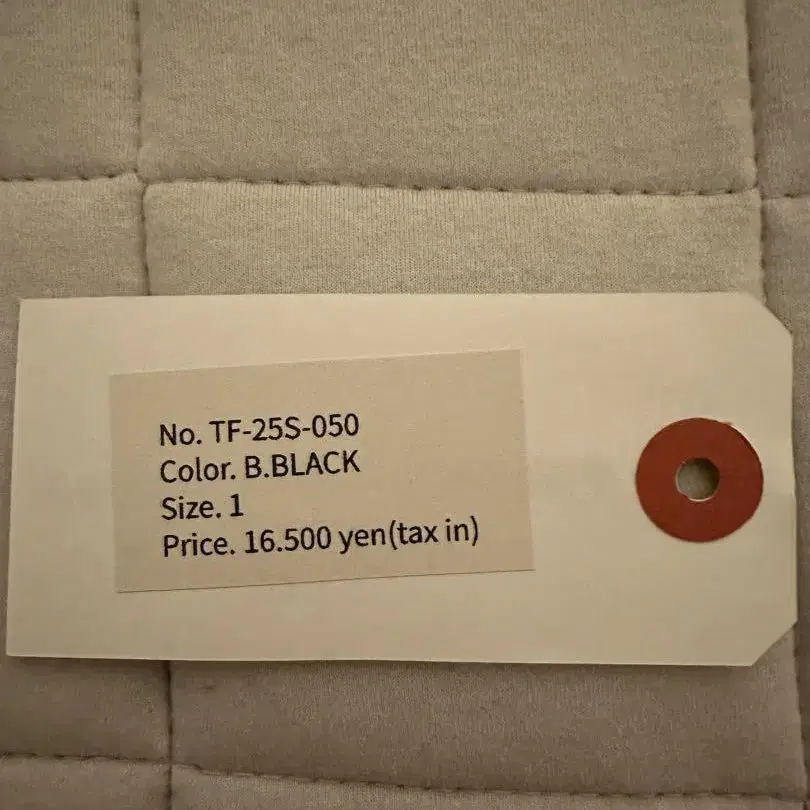 No. TF-25S-050
Color. B.BLACK
Size. 1
Price. 16.500 yen(tax in)